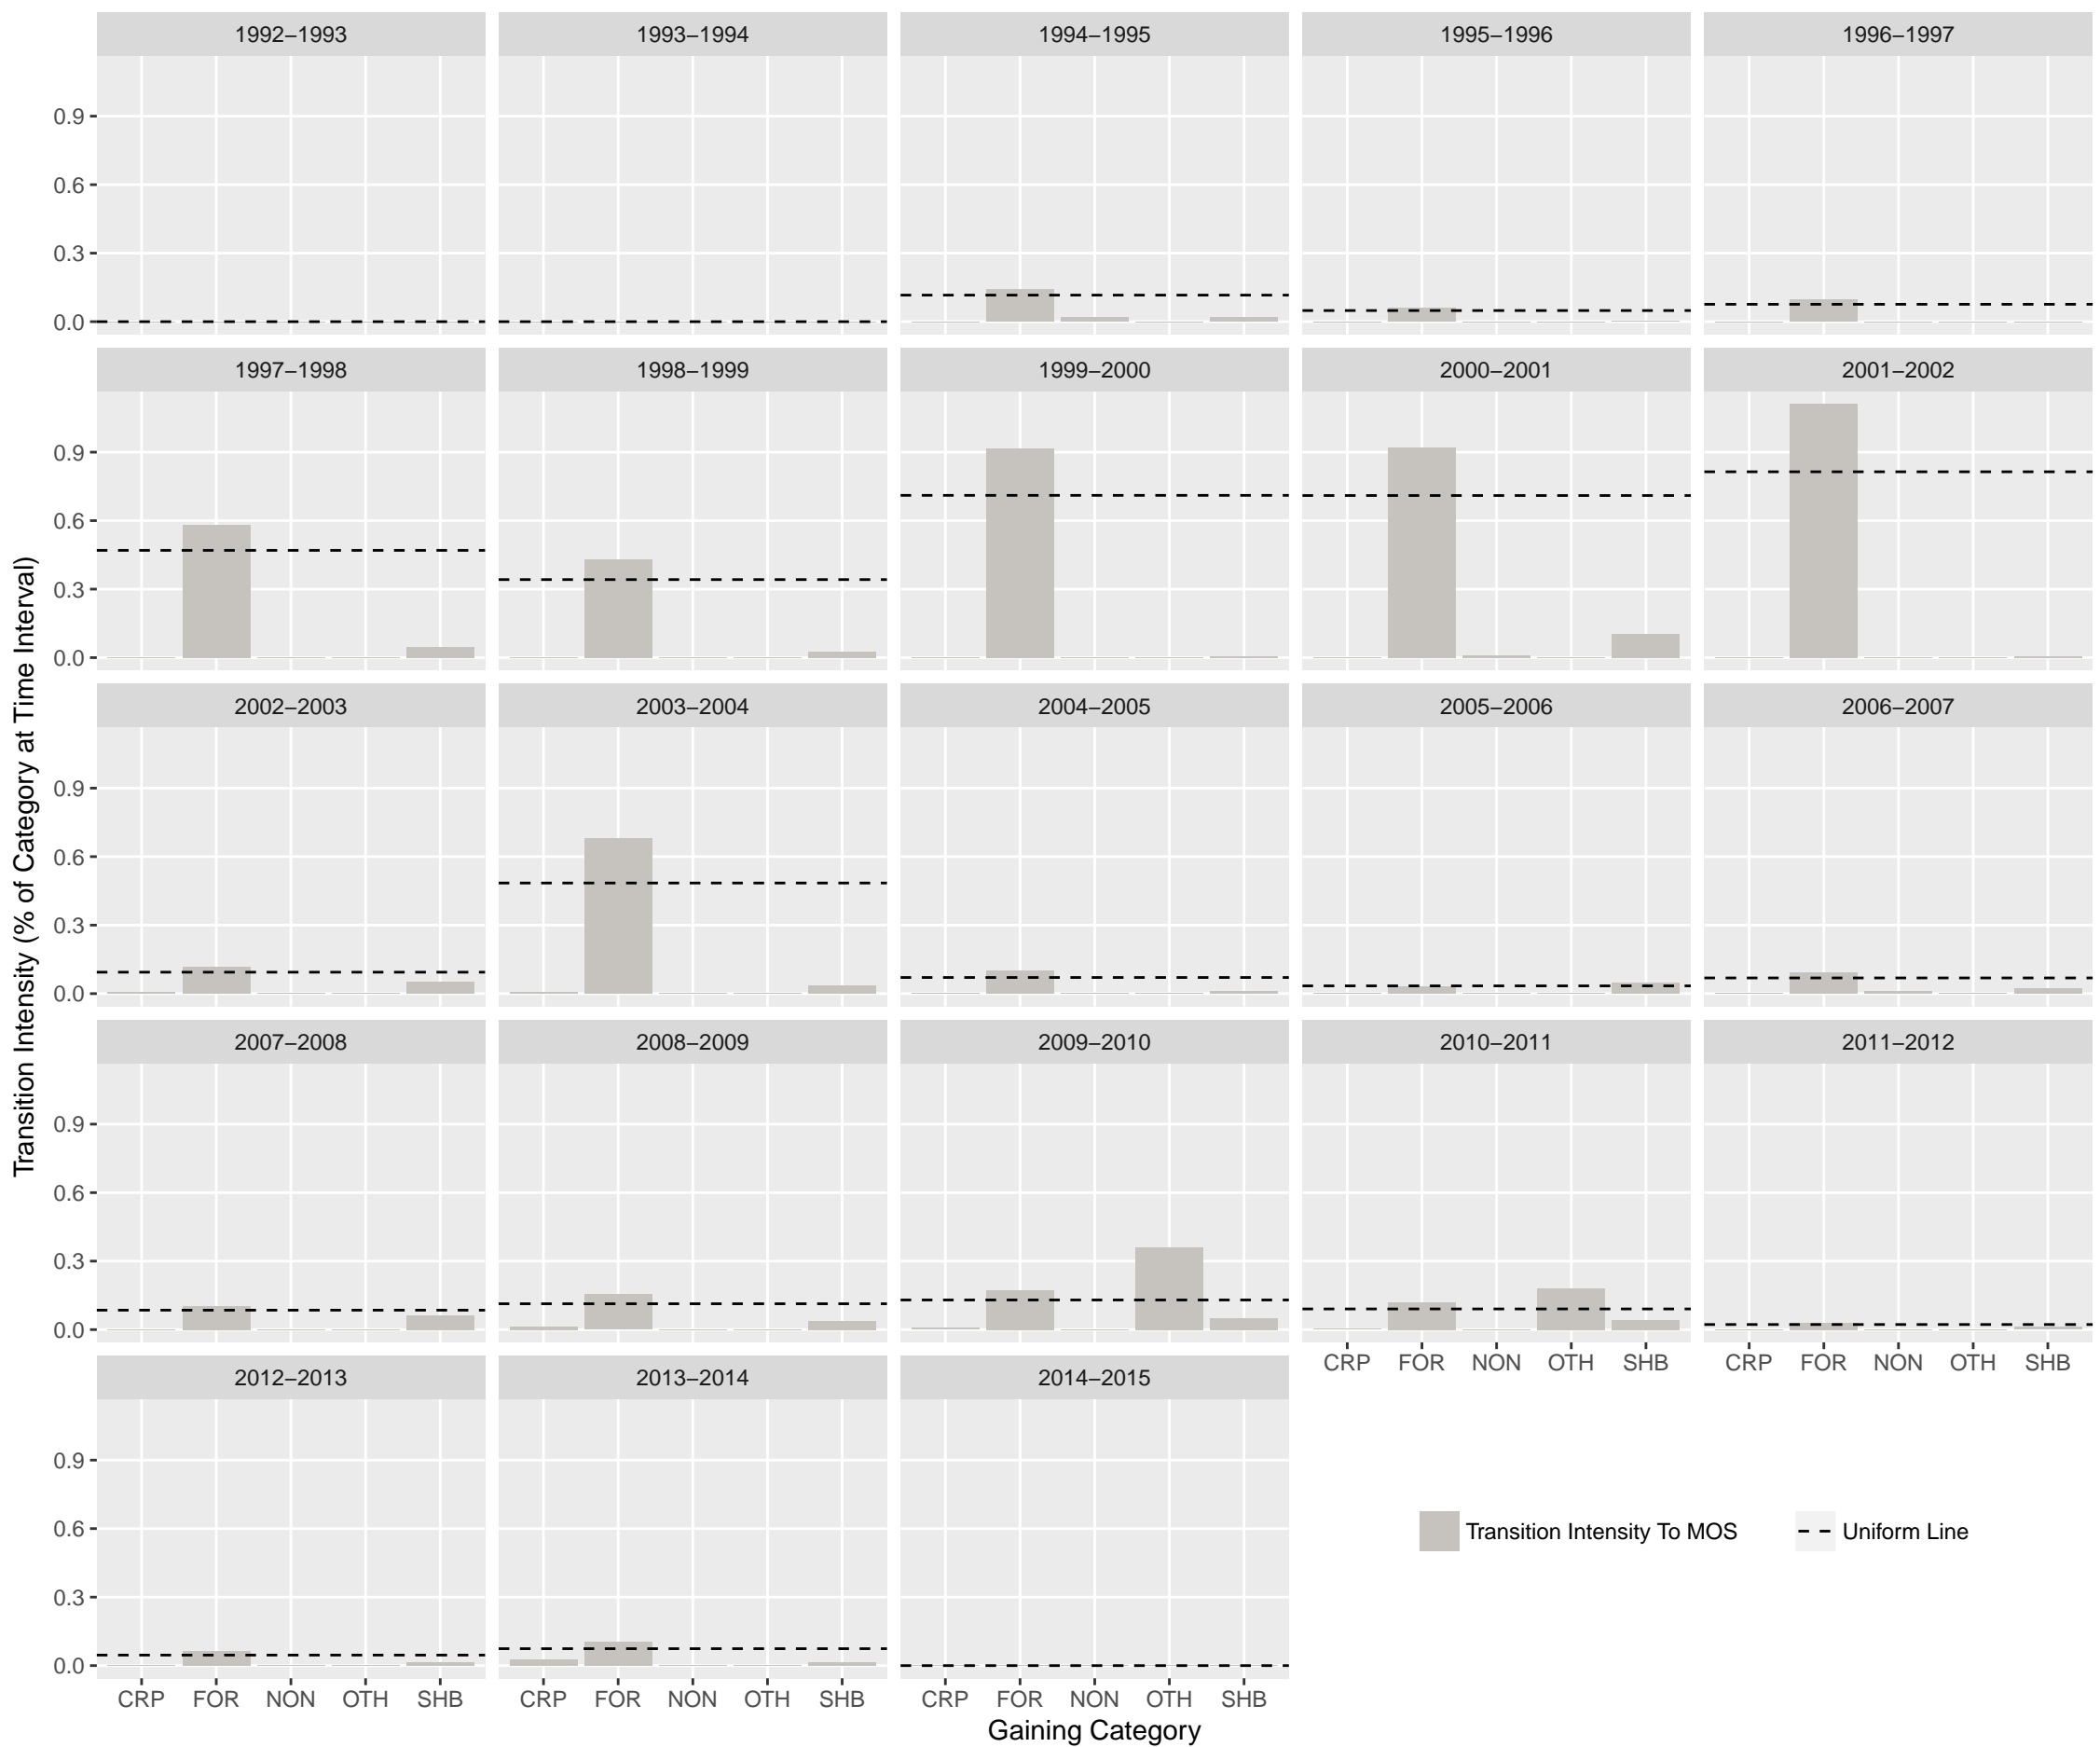 Transition Intensity (% of Category at Time Interval)
1992−1993 1993−1994 1994−1995 1995−1996 1996−1997
0.9
0.6
0.3
0.0
1997−1998 1998−1999 1999−2000 2000−2001 2001−2002
0.9
0.6
0.3
0.0
2002−2003 2003−2004 2004−2005 2005−2006 2006−2007
0.9
0.6
0.3
0.0
2007−2008 2008−2009 2009−2010 2010−2011 2011−2012
0.9
0.6
0.3
0.0
CRP FOR NON OTH SHB CRP FOR NON OTH SHB
2012−2013 2013−2014 2014−2015
0.9
0.6
0.3
0.0
Transition Intensity To MOS Uniform Line
CRP FOR NON OTH SHB CRP FOR NON OTH SHB CRP FOR NON OTH SHB
Gaining Category